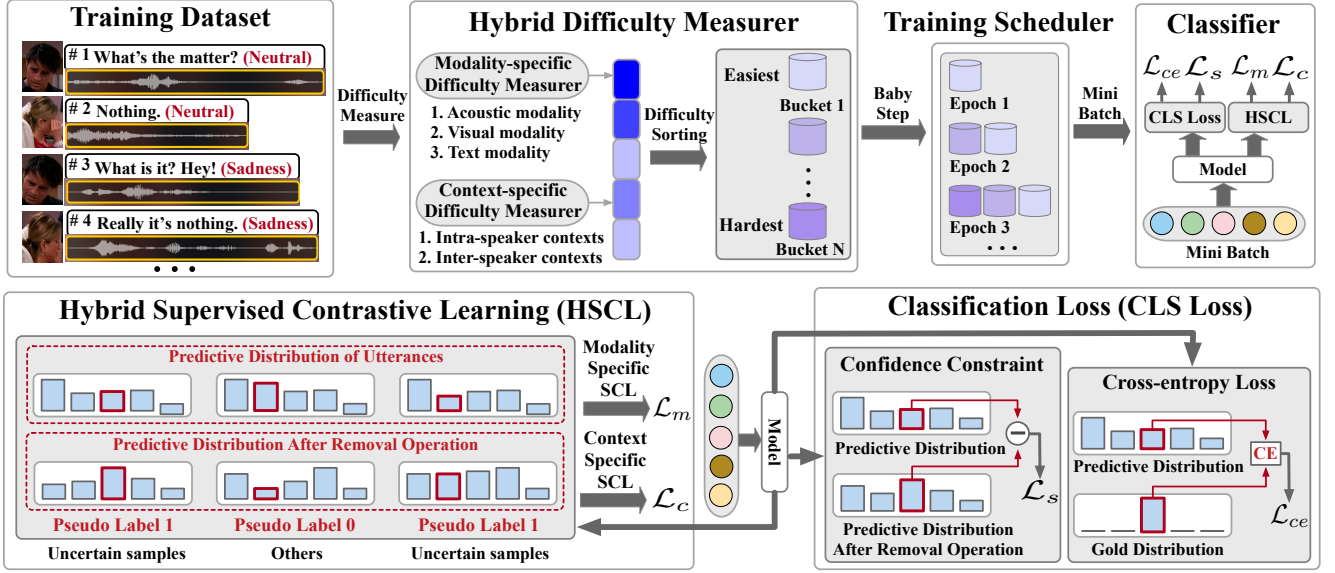 Training Dataset
# 1 What's the matter? (Neutral)
# 2 Nothing. (Neutral)
# 3 What is it? Hey! (Sadness)
# 4 Really it's nothing. (Sadness)
• • •
Difficulty
Measure
Hybrid Difficulty Measurer
Modality-specific
Difficulty Measurer
1. Acoustic modality
2. Visual modality
3. Text modality
Context-specific
Difficulty Measurer
1. Intra-speaker contexts
2. Inter-speaker contexts
Difficulty
Sorting
Easiest
Bucket 1
Hardest
Bucket N
Baby
Step
Training Scheduler
Epoch 1
Epoch 2
Epoch 3
• • •
Mini
Batch
Classifier
ℒce ℒs ℒm ℒc
CLS Loss
HSCL
Model
Mini Batch
Hybrid Supervised Contrastive Learning (HSCL)
Predictive Distribution of Utterances
Predictive Distribution After Removal Operation
Pseudo Label 1
Pseudo Label 0
Pseudo Label 1
Uncertain samples
Others
Uncertain samples
Modality
Specific
SCL
ℒm
Context
Specific
SCL
ℒc
Model
Classification Loss (CLS Loss)
Confidence Constraint
Predictive Distribution
Predictive Distribution
After Removal Operation
−
ℒs
Cross-entropy Loss
Predictive Distribution
CE
Gold Distribution
ℒce